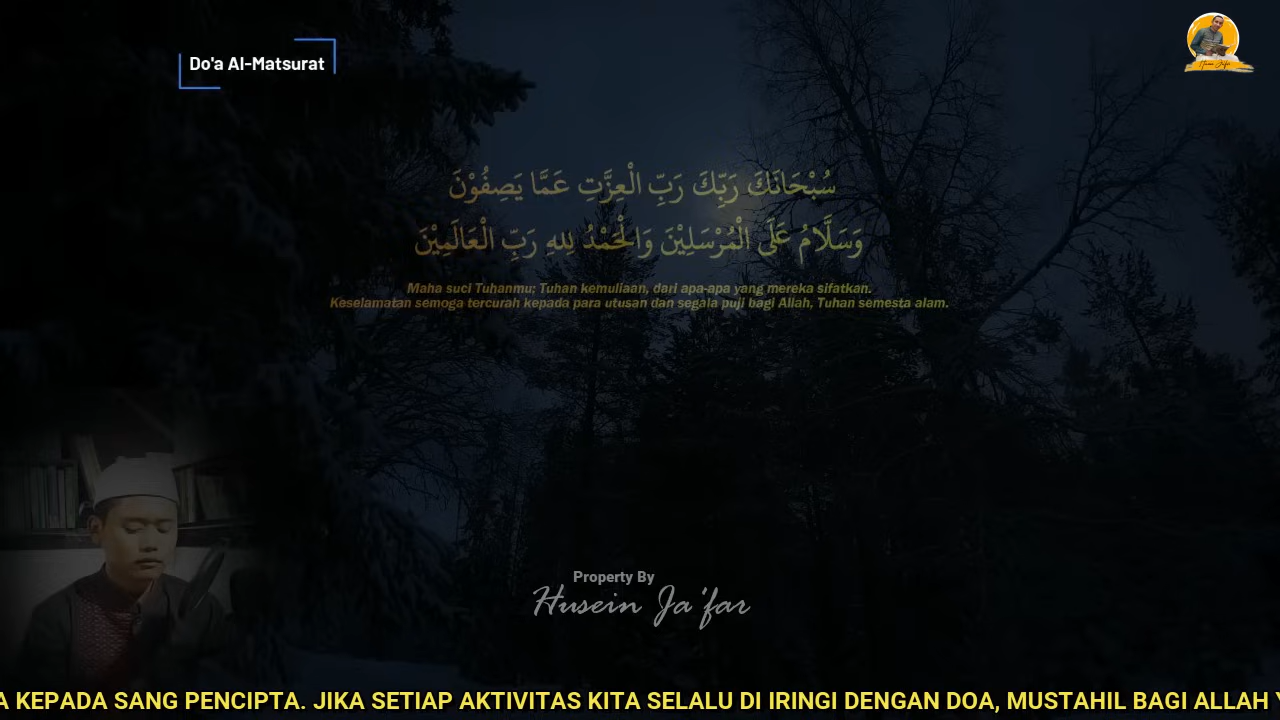 Do'a Al-Matsurat
سُبْحَانَكَ رَبِّكَ رَبِّ الْعِزَّتِ عَمَّا يَصِفُوْنَ
وَسَلَّامُ عَلَى الْمُرْسَلِيْنَ وَالْحَمْدُ لِلهِ رَبِّ الْعَالَمِيْنَ
Maha suci Tuhanmu; Tuhan kemuliaan, dari apa-apa yang mereka sifatkan.
Keselamatan semoga tercurah kepada para utusan dan segala puji bagi Allah, Tuhan semesta alam.
Property By
Husein Ja'far
A KEPADA SANG PENCIPTA. JIKA SETIAP AKTIVITAS KITA SELALU DI IRINGI DENGAN DOA, MUSTAHIL BAGI ALLAH Y